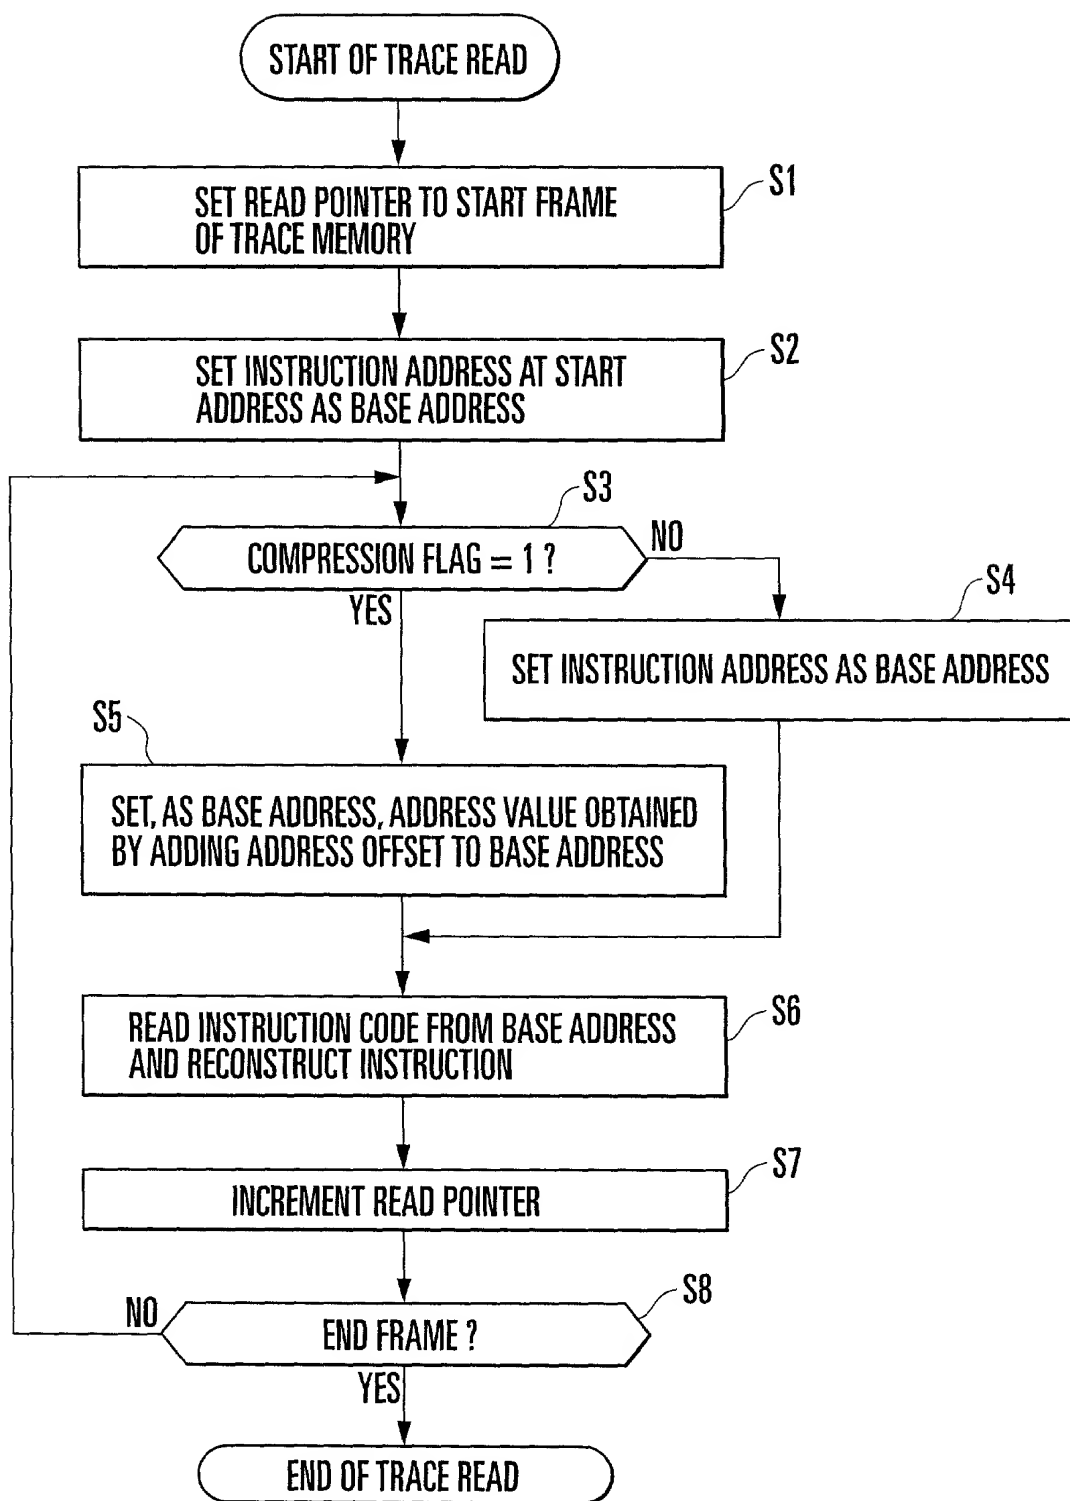 START OF TRACE READ
S1
SET READ POINTER TO START FRAME
OF TRACE MEMORY
S2
SET INSTRUCTION ADDRESS AT START
ADDRESS AS BASE ADDRESS
S3
COMPRESSION FLAG = 1 ?
NO
YES
S4
SET INSTRUCTION ADDRESS AS BASE ADDRESS
S5
SET, AS BASE ADDRESS, ADDRESS VALUE OBTAINED
BY ADDING ADDRESS OFFSET TO BASE ADDRESS
S6
READ INSTRUCTION CODE FROM BASE ADDRESS
AND RECONSTRUCT INSTRUCTION
S7
INCREMENT READ POINTER
S8
NO
END FRAME ?
YES
END OF TRACE READ